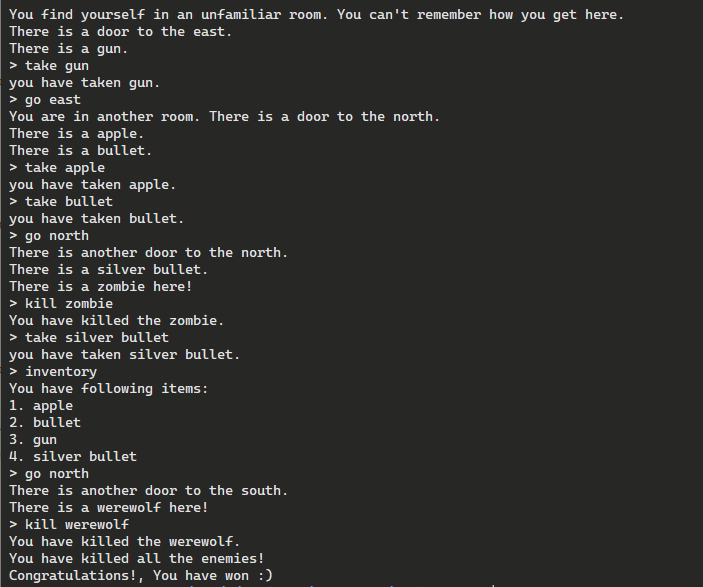 You find yourself in an unfamiliar room. You can't remember how you get here.
There is a door to the east.
There is a gun.
> take gun
you have taken gun.
> go east
You are in another room. There is a door to the north.
There is a apple.
There is a bullet.
> take apple
you have taken apple.
> take bullet
you have taken bullet.
> go north
There is another door to the north.
There is a silver bullet.
There is a zombie here!
> kill zombie
You have killed the zombie.
> take silver bullet
you have taken silver bullet.
> inventory
You have following items:
1. apple
2. bullet
3. gun
4. silver bullet
> go north
There is another door to the south.
There is a werewolf here!
> kill werewolf
You have killed the werewolf.
You have killed all the enemies!
Congratulations!, You have won :)